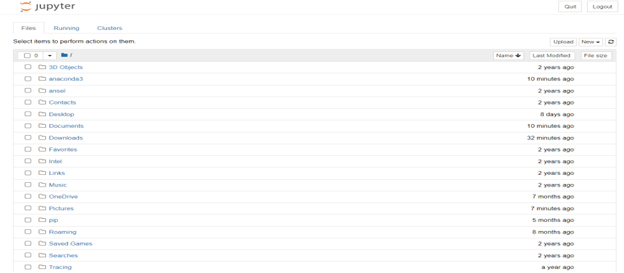 jupyter Quit Logout
Files Running Clusters
Select items to perform actions on them. Upload New
0 / Name Last Modified File size
3D Objects 2 years ago
anaconda3 10 minutes ago
ansel 2 years ago
Contacts 2 years ago
Desktop 8 days ago
Documents 10 minutes ago
Downloads 32 minutes ago
Favorites 2 years ago
Intel 2 years ago
Links 2 years ago
Music 2 years ago
OneDrive 7 months ago
Pictures 7 minutes ago
pip 5 months ago
Roaming 8 months ago
Saved Games 2 years ago
Searches 2 years ago
Tracing a year ago